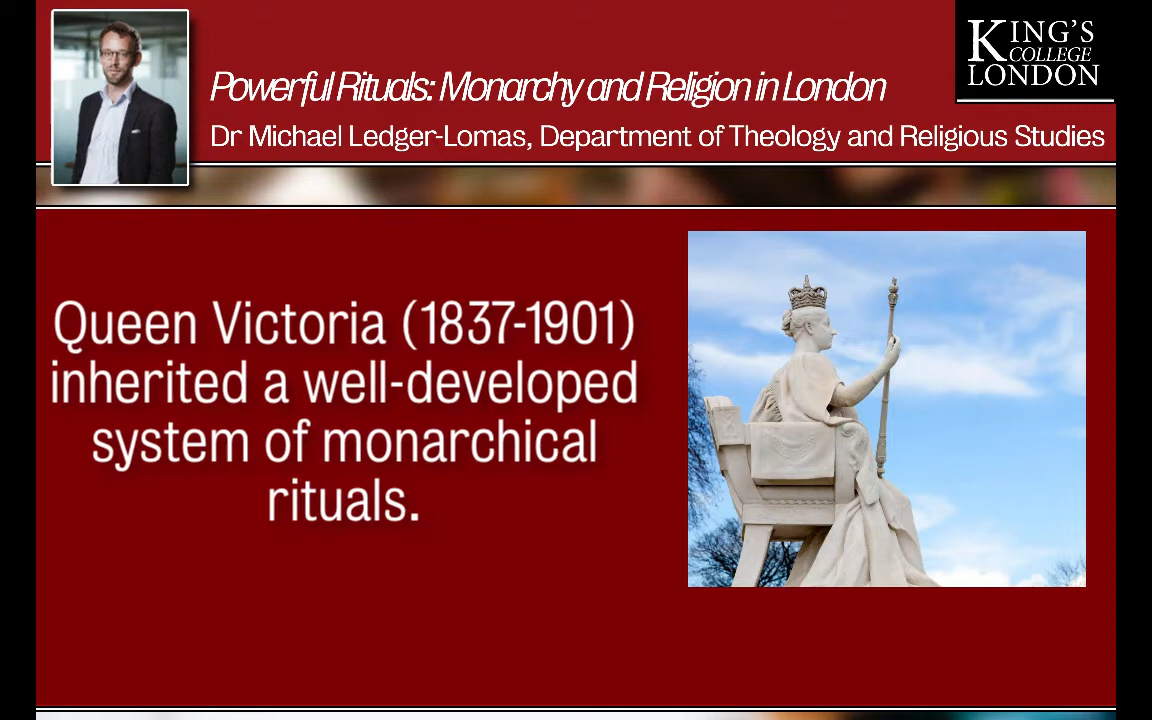 KING'S
COLLEGE
LONDON
Powerful Rituals: Monarchy and Religion in London
Dr Michael Ledger-Lomas, Department of Theology and Religious Studies
Queen Victoria (1837-1901)
inherited a well-developed
system of monarchical
rituals.